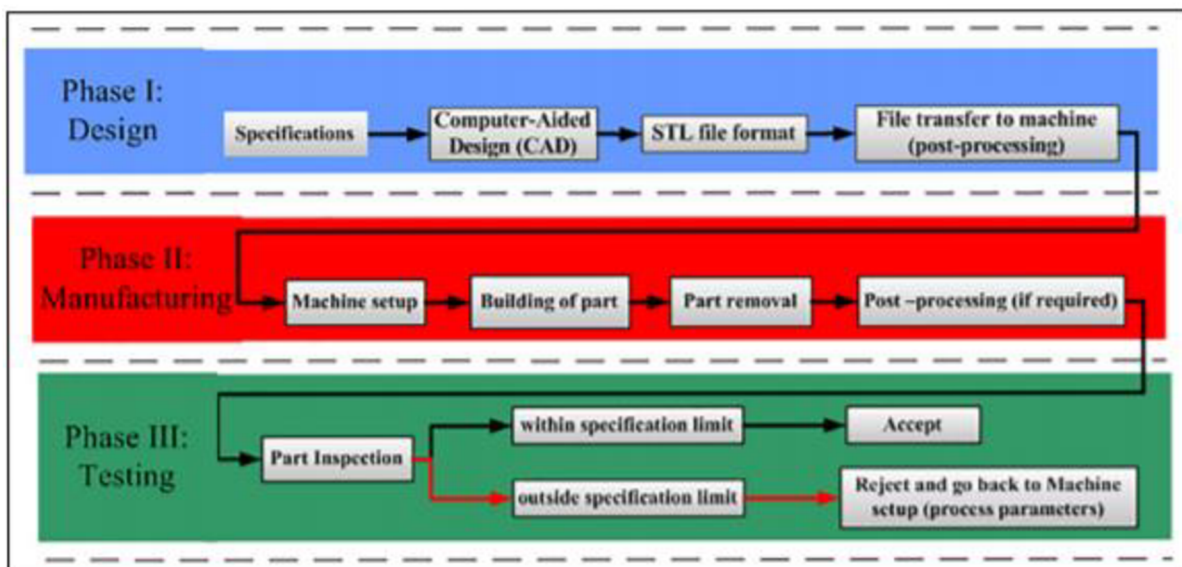 Phase I:
Design
Specifications
Computer-Aided
Design (CAD)
STL file format
File transfer to machine
(post-processing)
Phase II:
Manufacturing
Machine setup
Building of part
Part removal
Post –processing (if required)
Phase III:
Testing
Part Inspection
within specification limit
Accept
outside specification limit
Reject and go back to Machine
setup (process parameters)